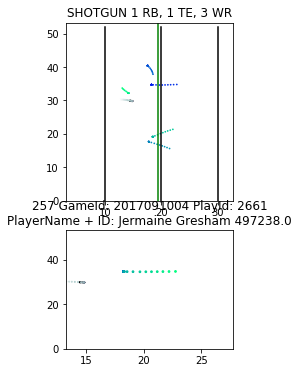 SHOTGUN 1 RB, 1 TE, 3 WR
50
40
30
20
10
0
10 20 30
257 GameId: 2017091004 PlayId: 2661
PlayerName + ID: Jermaine Gresham 497238.0
40
20
0
15 20 25